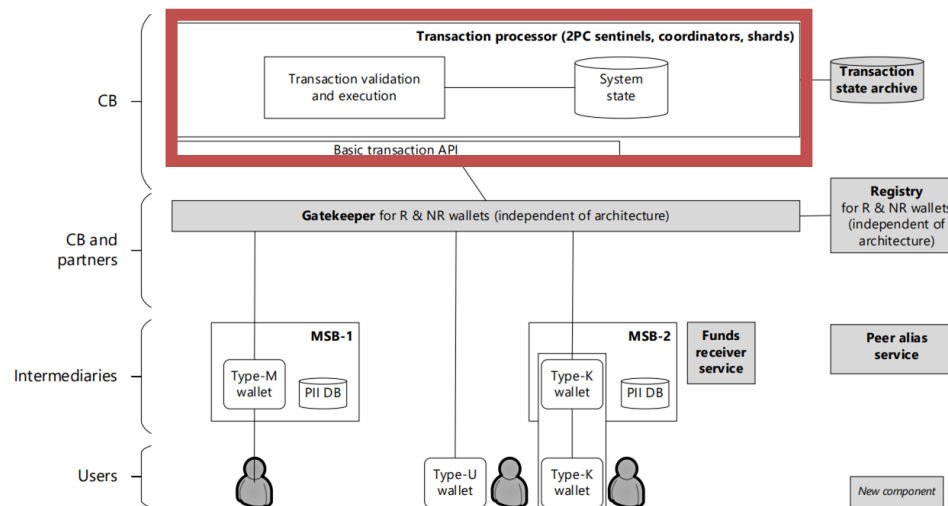 Transaction processor (2PC sentinels, coordinators, shards)
Transaction validation
and execution
System
state
Transaction
state archive
CB
Basic transaction API
Gatekeeper for R & NR wallets (independent of architecture)
Registry
for R & NR wallets
(independent of
architecture)
CB and
partners
MSB-1
MSB-2
Funds
receiver
service
Peer alias
service
Intermediaries
Type-M
wallet
PII DB
Type-K
wallet
PII DB
Users
Type-U
wallet
Type-K
wallet
New component